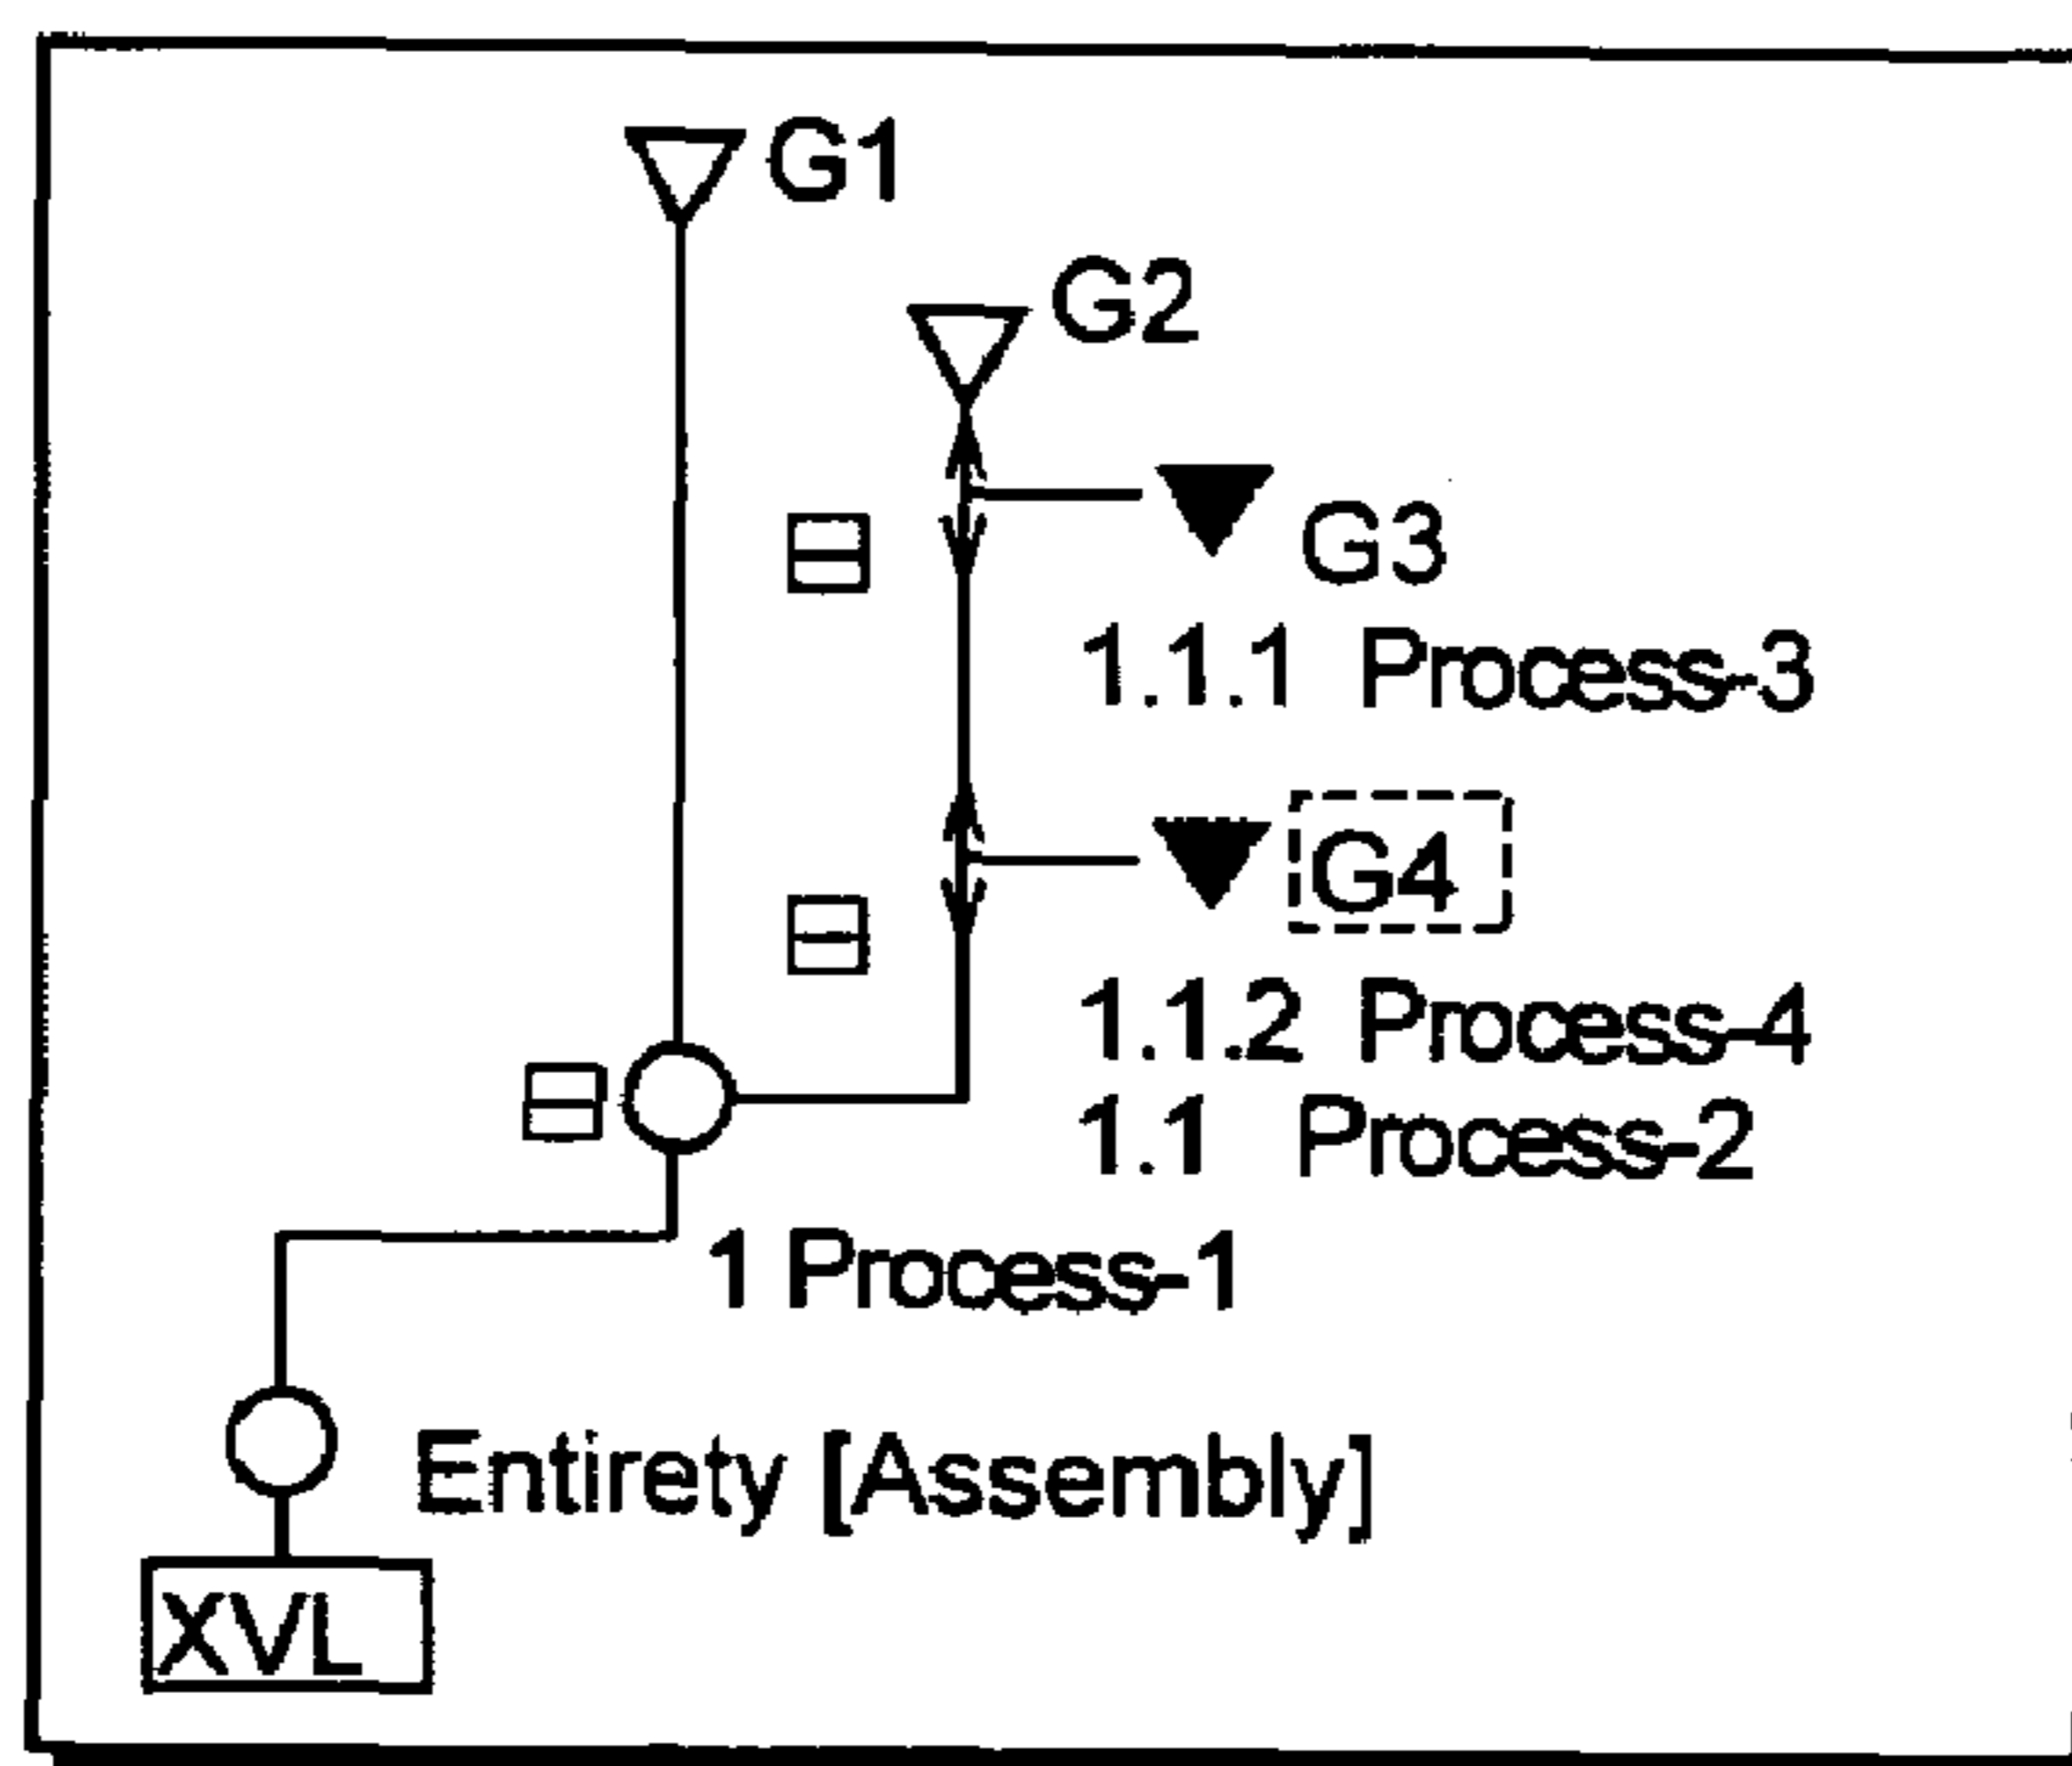 G1
G2
G3
1.1.1 Process-3
G4
1.1.2 Process-4
1.1 Process-2
1 Process-1
Entirety [Assembly]
XVL